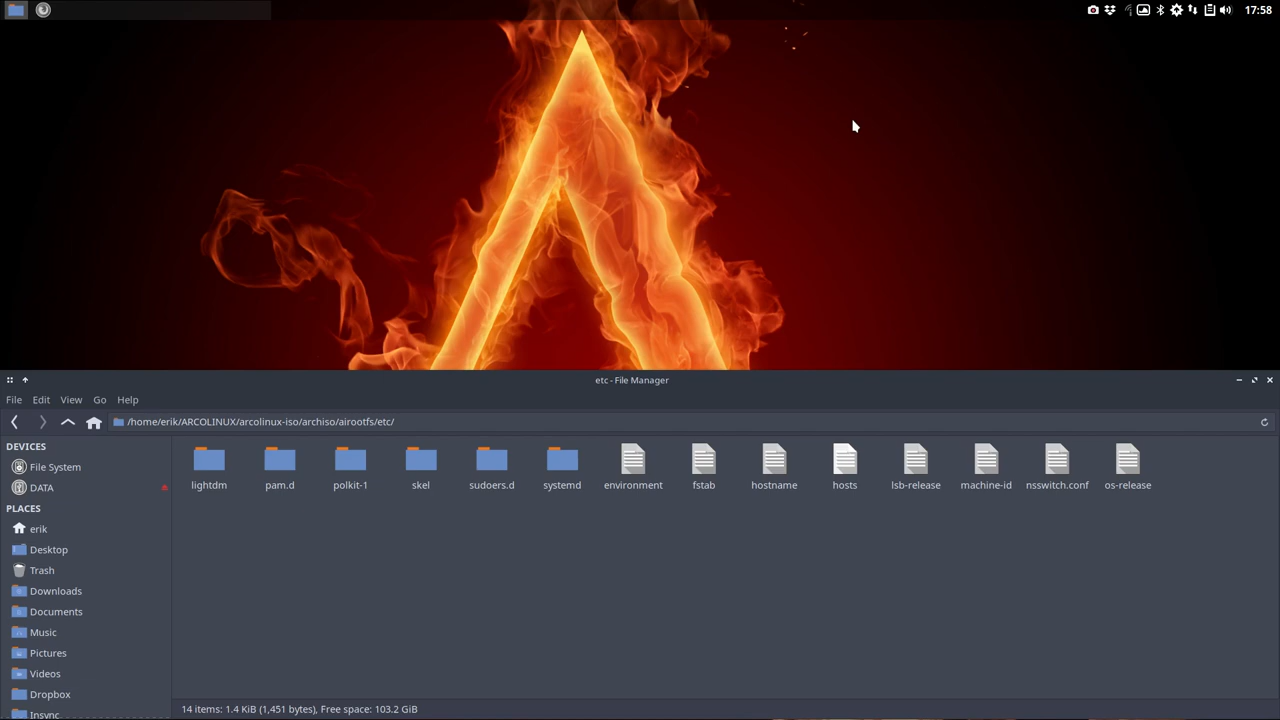 17:58
etc - File Manager
File Edit View Go Help
/home/erik/ARCOLINUX/arcolinux-iso/archiso/airootfs/etc/
DEVICES
File System
DATA
PLACES
erik
Desktop
Trash
Downloads
Documents
Music
Pictures
Videos
Dropbox
Insync
lightdm pam.d polkit-1 skel sudoers.d systemd environment fstab hostname hosts lsb-release machine-id nsswitch.conf os-release
14 items: 1.4 KiB (1,451 bytes), Free space: 103.2 GiB